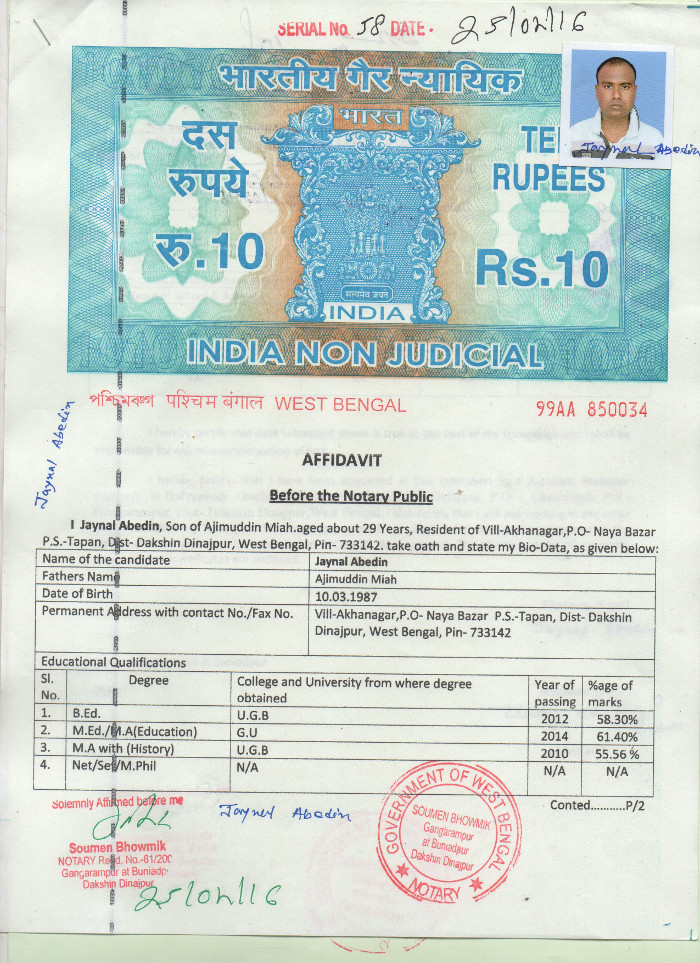 SERIAL No. 58 DATE. 25/02/16
भारतीय गैर न्यायिक
भारत
दस
रुपये
रु.10
TEN
RUPEES
Rs.10
Jaynal Abedin
सत्यमेव जयते
INDIA
INDIA NON JUDICIAL
পশ্চিমবঙ্গ पश्चिम बंगाल WEST BENGAL
99AA 850034
Jaynal Abedin
AFFIDAVIT
Before the Notary Public
I Jaynal Abedin, Son of Ajimuddin Miah.aged about 29 Years, Resident of Vill-Akhanagar,P.O- Naya Bazar
P.S.-Tapan, Dist- Dakshin Dinajpur, West Bengal, Pin- 733142. take oath and state my Bio-Data, as given below:
Name of the candidate Jaynal Abedin
Fathers Name Ajimuddin Miah
Date of Birth 10.03.1987
Permanent Address with contact No./Fax No. Vill-Akhanagar,P.O- Naya Bazar P.S.-Tapan, Dist- Dakshin
Dinajpur, West Bengal, Pin- 733142
Educational Qualifications
Sl. No. Degree College and University from where degree obtained Year of passing %age of marks
1. B.Ed. U.G.B 2012 58.30%
2. M.Ed./M.A(Education) G.U 2014 61.40%
3. M.A with (History) U.G.B 2010 55.56 %
4. Net/Set/M.Phil N/A N/A N/A
Conted...........P/2
Solemnly Affirmed before me
Jaynal Abedin
Soumen Bhowmik
NOTARY Regd. No.-61/200
Gangarampur at Buniadp
Dakshin Dinajpur
25/02/16
GOVERNMENT OF WEST BENGAL
SOUMEN BHOWMIK
Gangarampur
at Buniadpur
Dakshin Dinajpur
NOTARY